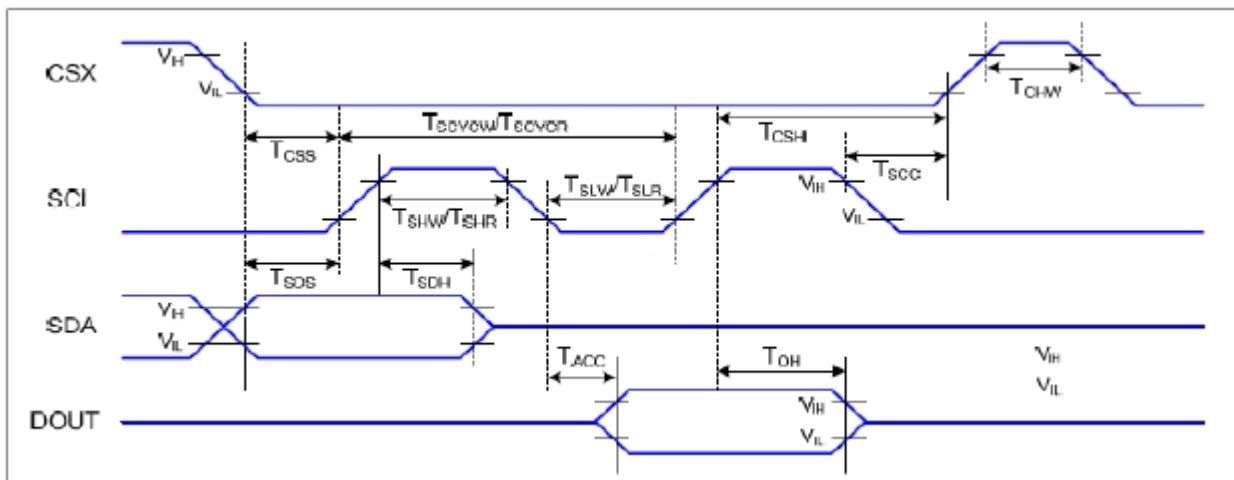 CSX
VIH
VIL
TCHW
TSCYCW/TSCYCR
TCSS
TCSH
TSCC
SCL
TSLW/TSLR
VIH
TSHW/TSHR
VIL
TSDS
TSDH
SDA
VIH
VIL
TACC
TOH
VIH
VIL
DOUT
VIH
VIL